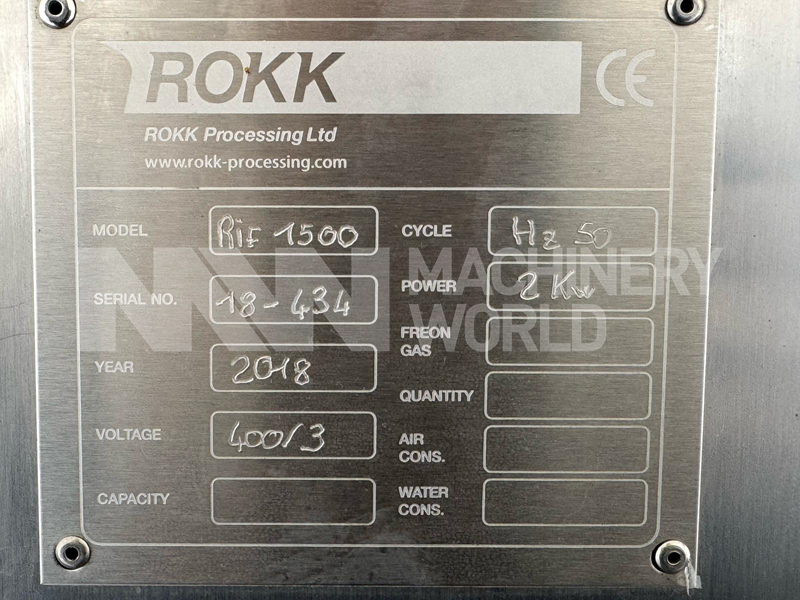 ROKK
CE
ROKK Processing Ltd
www.rokk-processing.com
MODEL Rif 1500
CYCLE Hz 50
SERIAL NO. 18-434
POWER 2 Kw
FREON
GAS
YEAR 2018
QUANTITY
VOLTAGE 400/3
AIR
CONS.
CAPACITY
WATER
CONS.
MACHINERY
WORLD